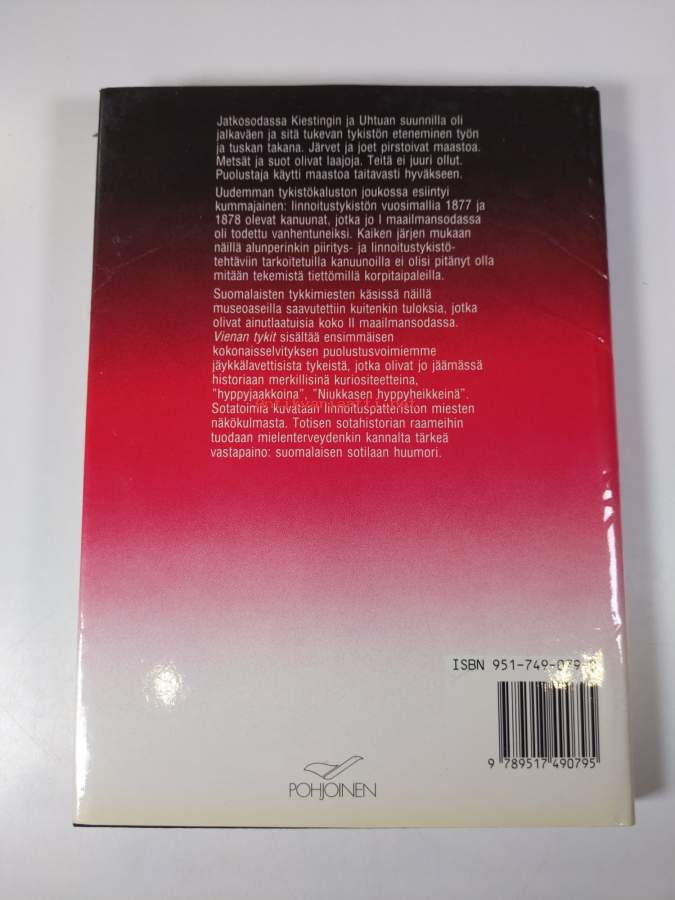 Jatkosodassa Kiestingin ja Uhtuan suunnilla oli
jalkaväen ja sitä tukevan tykistön eteneminen työn
ja tuskan takana. Järvet ja joet pirstoivat maastoa.
Metsät ja suot olivat laajoja. Teitä ei juuri ollut.
Puolustaja käytti maastoa taitavasti hyväkseen.
Uudemman tykistökaluston joukossa esiintyi
kummajainen: linnoitustykistön vuosimallia 1877 ja
1878 olevat kanuunat, jotka jo I maailmansodassa
oli todettu vanhentuneiksi. Kaiken järjen mukaan
näillä alunperinkin piiritys- ja linnoitustykistö-
tehtäviin tarkoitetuilla kanuunoilla ei olisi pitänyt olla
mitään tekemistä tiettömillä korpitaipaleilla.
Suomalaisten tykkimiesten käsissä näillä
museoaseilla saavutettiin kuitenkin tuloksia, jotka
olivat ainutlaatuisia koko II maailmansodassa.
Vienan tykit sisältää ensimmäisen
kokonaisselvityksen puolustusvoimiemme
jäykkälavettisista tykeistä, jotka olivat jo jäämässä
historiaan merkillisinä kuriositeetteina,
"hyppyjaakkoina", "Niukkasen hyppyheikkeinä".
Sotatoimia kuvataan linnoituspatteriston miesten
näkökulmasta. Totisen sotahistorian raameihin
tuodaan mielenterveydenkin kannalta tärkeä
vastapaino: suomalaisen sotilaan huumori.
ISBN 951-749-079-
9 789517 490795
POHJOINEN